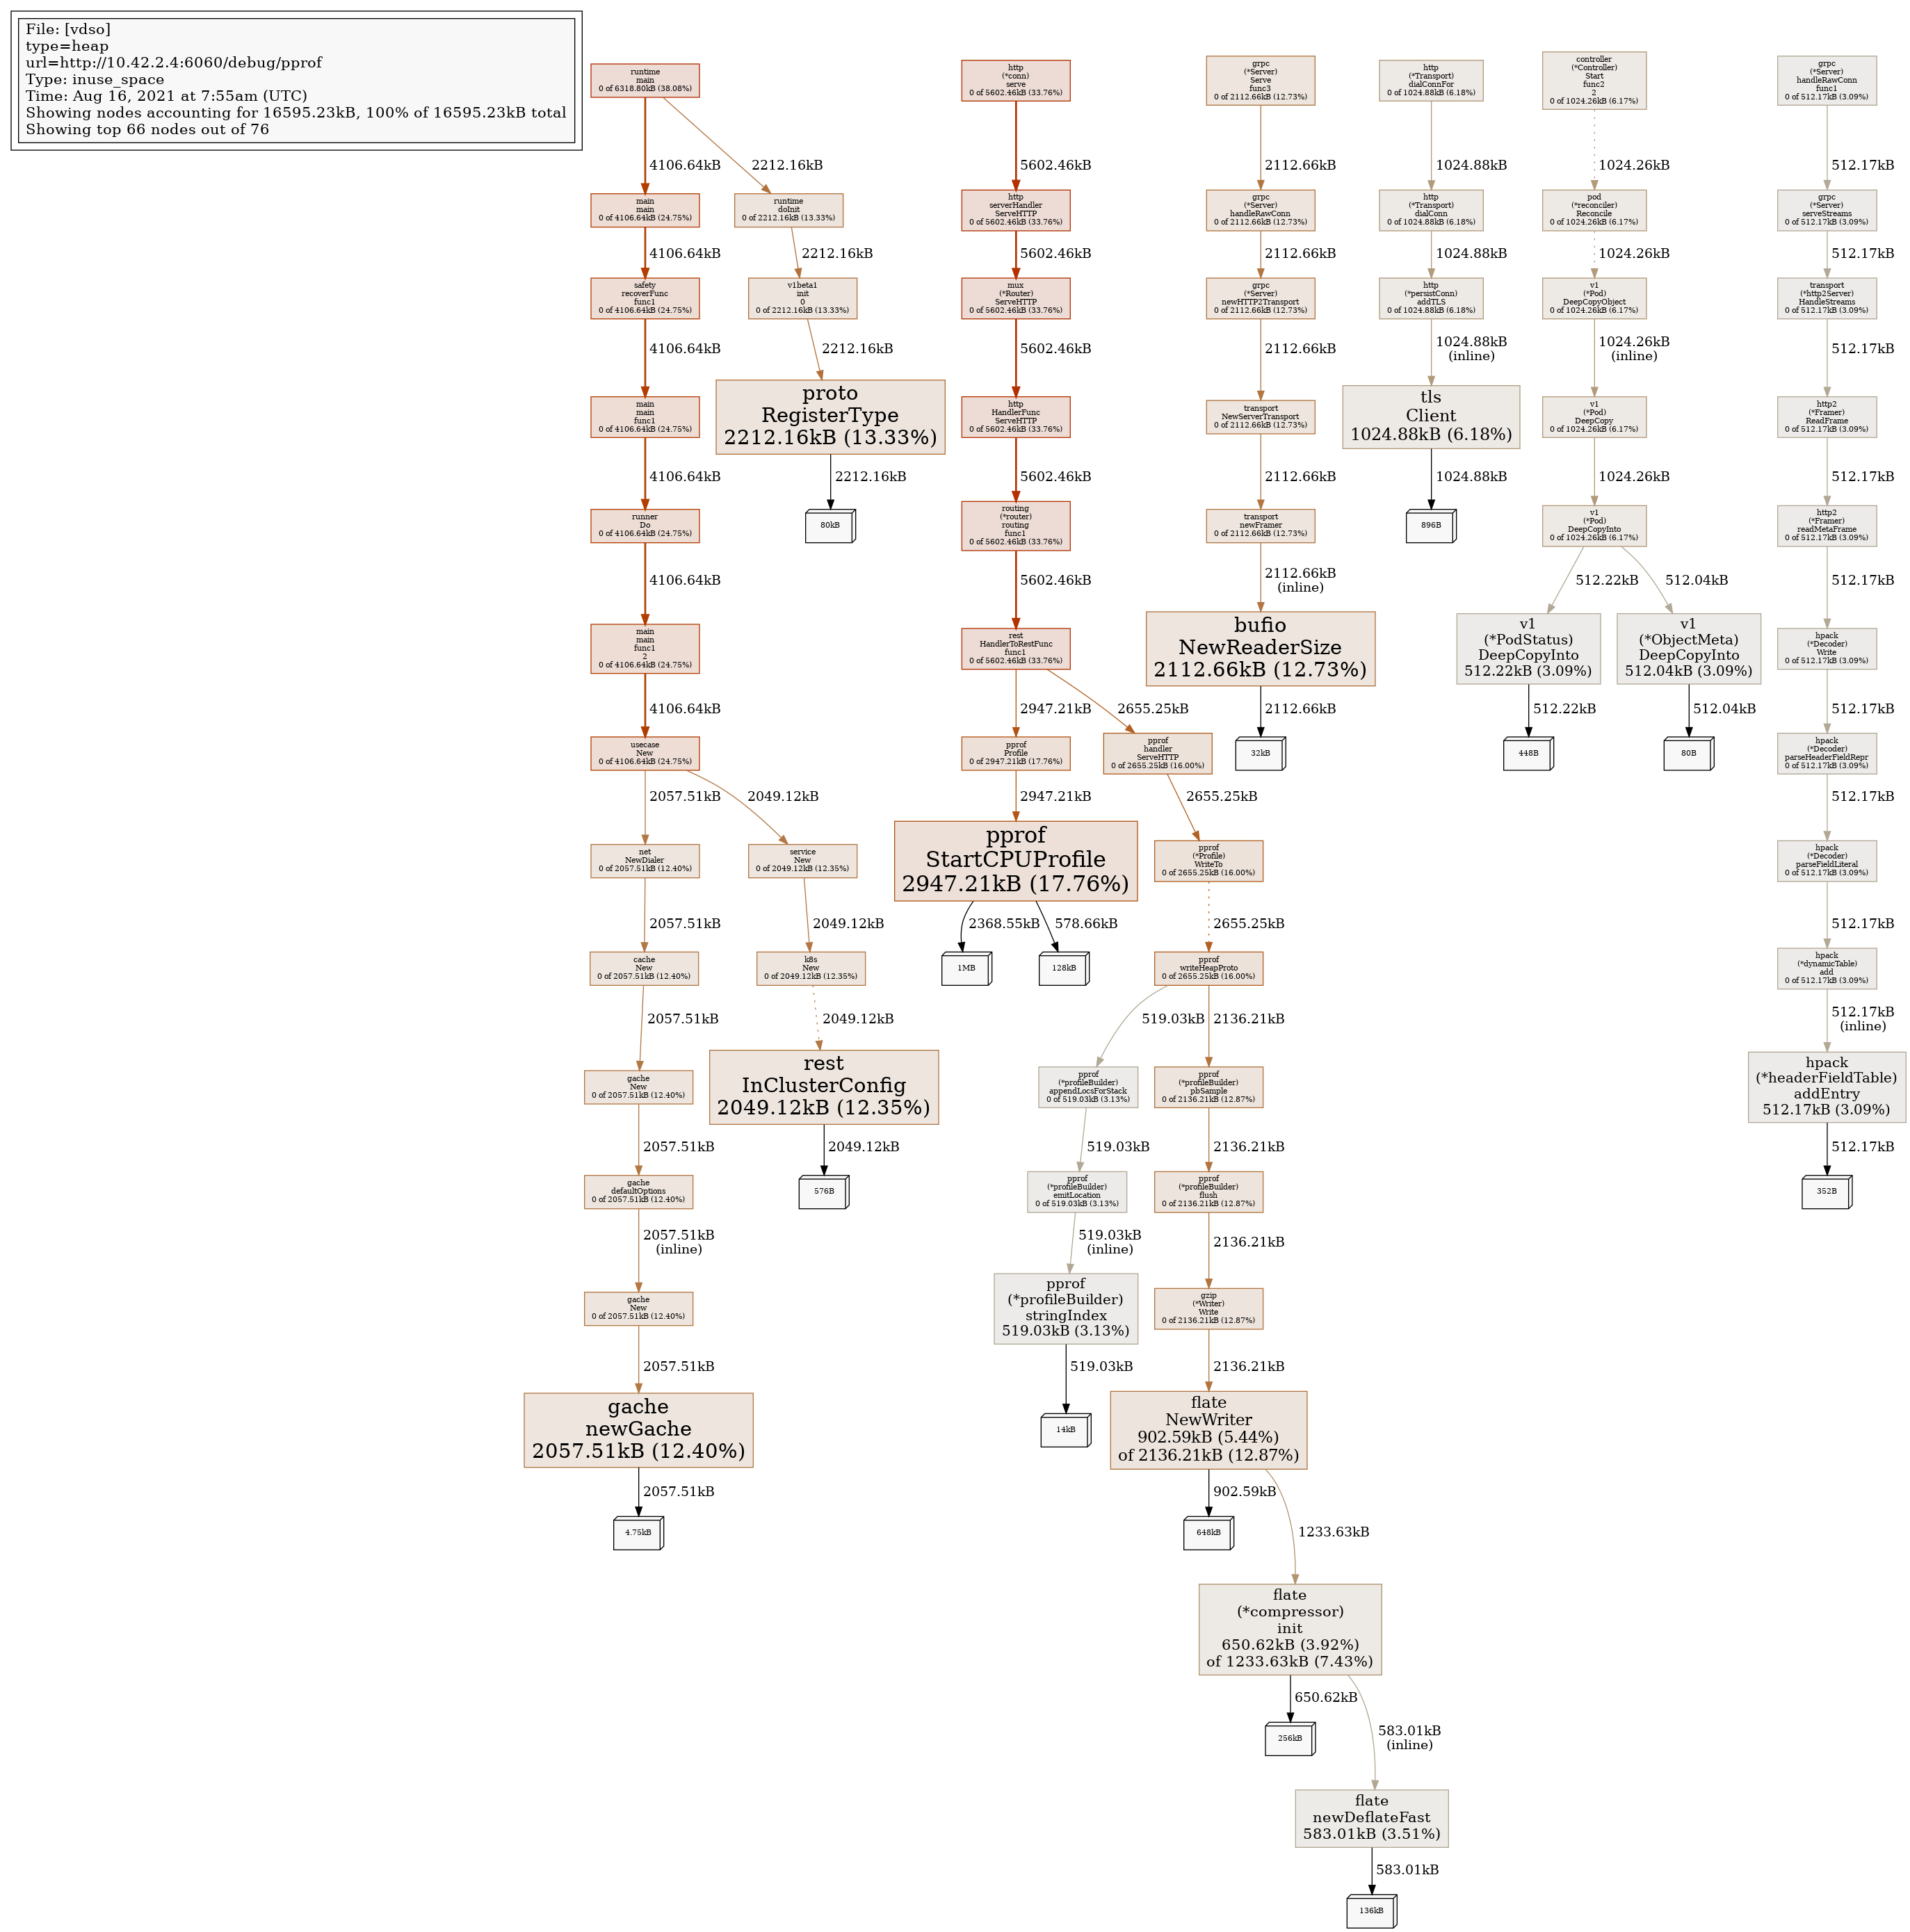 File: [vdso]
type=heap
url=http://10.42.2.4:6060/debug/pprof
Type: inuse_space
Time: Aug 16, 2021 at 7:55am (UTC)
Showing nodes accounting for 16595.23kB, 100% of 16595.23kB total
Showing top 66 nodes out of 76
runtime
main
0 of 6318.80kB (38.08%)
4106.64kB
2212.16kB
main
main
0 of 4106.64kB (24.75%)
runtime
doInit
0 of 2212.16kB (13.33%)
4106.64kB
2212.16kB
safety
recoverFunc
func1
0 of 4106.64kB (24.75%)
v1beta1
init
0
0 of 2212.16kB (13.33%)
4106.64kB
2212.16kB
main
main
func1
0 of 4106.64kB (24.75%)
proto
RegisterType
2212.16kB (13.33%)
4106.64kB
2212.16kB
80kB
runner
Do
0 of 4106.64kB (24.75%)
4106.64kB
main
main
func1
2
0 of 4106.64kB (24.75%)
4106.64kB
usecase
New
0 of 4106.64kB (24.75%)
2057.51kB
2049.12kB
net
NewDialer
0 of 2057.51kB (12.40%)
service
New
0 of 2049.12kB (12.35%)
2057.51kB
2049.12kB
cache
New
0 of 2057.51kB (12.40%)
k8s
New
0 of 2049.12kB (12.35%)
2057.51kB
2049.12kB
gache
New
0 of 2057.51kB (12.40%)
rest
InClusterConfig
2049.12kB (12.35%)
2057.51kB
2049.12kB
576B
gache
defaultOptions
0 of 2057.51kB (12.40%)
2057.51kB
(inline)
gache
New
0 of 2057.51kB (12.40%)
2057.51kB
gache
newGache
2057.51kB (12.40%)
2057.51kB
4.75kB
http
(*conn)
serve
0 of 5602.46kB (33.76%)
5602.46kB
http
serverHandler
ServeHTTP
0 of 5602.46kB (33.76%)
5602.46kB
mux
(*Router)
ServeHTTP
0 of 5602.46kB (33.76%)
5602.46kB
http
HandlerFunc
ServeHTTP
0 of 5602.46kB (33.76%)
5602.46kB
routing
(*router)
routing
func1
0 of 5602.46kB (33.76%)
5602.46kB
rest
HandlerToRestFunc
func1
0 of 5602.46kB (33.76%)
2947.21kB
2655.25kB
pprof
Profile
0 of 2947.21kB (17.76%)
pprof
handler
ServeHTTP
0 of 2655.25kB (16.00%)
2947.21kB
2655.25kB
pprof
StartCPUProfile
2947.21kB (17.76%)
2368.55kB
578.66kB
1MB
128kB
pprof
(*Profile)
WriteTo
0 of 2655.25kB (16.00%)
2655.25kB
pprof
writeHeapProto
0 of 2655.25kB (16.00%)
519.03kB
2136.21kB
pprof
(*profileBuilder)
appendLocsForStack
0 of 519.03kB (3.13%)
pprof
(*profileBuilder)
pbSample
0 of 2136.21kB (12.87%)
519.03kB
2136.21kB
pprof
(*profileBuilder)
emitLocation
0 of 519.03kB (3.13%)
pprof
(*profileBuilder)
flush
0 of 2136.21kB (12.87%)
519.03kB
(inline)
2136.21kB
pprof
(*profileBuilder)
stringIndex
519.03kB (3.13%)
519.03kB
14kB
gzip
(*Writer)
Write
0 of 2136.21kB (12.87%)
2136.21kB
flate
NewWriter
902.59kB (5.44%)
of 2136.21kB (12.87%)
902.59kB
1233.63kB
648kB
flate
(*compressor)
init
650.62kB (3.92%)
of 1233.63kB (7.43%)
650.62kB
583.01kB
(inline)
256kB
flate
newDeflateFast
583.01kB (3.51%)
583.01kB
136kB
grpc
(*Server)
Serve
func3
0 of 2112.66kB (12.73%)
2112.66kB
grpc
(*Server)
handleRawConn
0 of 2112.66kB (12.73%)
2112.66kB
grpc
(*Server)
newHTTP2Transport
0 of 2112.66kB (12.73%)
2112.66kB
transport
NewServerTransport
0 of 2112.66kB (12.73%)
2112.66kB
transport
newFramer
0 of 2112.66kB (12.73%)
2112.66kB
(inline)
bufio
NewReaderSize
2112.66kB (12.73%)
2112.66kB
32kB
http
(*Transport)
dialConnFor
0 of 1024.88kB (6.18%)
1024.88kB
http
(*Transport)
dialConn
0 of 1024.88kB (6.18%)
1024.88kB
http
(*persistConn)
addTLS
0 of 1024.88kB (6.18%)
1024.88kB
(inline)
tls
Client
1024.88kB (6.18%)
1024.88kB
896B
controller
(*Controller)
Start
func2
2
0 of 1024.26kB (6.17%)
1024.26kB
pod
(*reconciler)
Reconcile
0 of 1024.26kB (6.17%)
1024.26kB
v1
(*Pod)
DeepCopyObject
0 of 1024.26kB (6.17%)
1024.26kB
(inline)
v1
(*Pod)
DeepCopy
0 of 1024.26kB (6.17%)
1024.26kB
v1
(*Pod)
DeepCopyInto
0 of 1024.26kB (6.17%)
512.22kB
512.04kB
v1
(*PodStatus)
DeepCopyInto
512.22kB (3.09%)
v1
(*ObjectMeta)
DeepCopyInto
512.04kB (3.09%)
512.22kB
512.04kB
448B
80B
grpc
(*Server)
handleRawConn
func1
0 of 512.17kB (3.09%)
512.17kB
grpc
(*Server)
serveStreams
0 of 512.17kB (3.09%)
512.17kB
transport
(*http2Server)
HandleStreams
0 of 512.17kB (3.09%)
512.17kB
http2
(*Framer)
ReadFrame
0 of 512.17kB (3.09%)
512.17kB
http2
(*Framer)
readMetaFrame
0 of 512.17kB (3.09%)
512.17kB
hpack
(*Decoder)
Write
0 of 512.17kB (3.09%)
512.17kB
hpack
(*Decoder)
parseHeaderFieldRepr
0 of 512.17kB (3.09%)
512.17kB
hpack
(*Decoder)
parseFieldLiteral
0 of 512.17kB (3.09%)
512.17kB
hpack
(*dynamicTable)
add
0 of 512.17kB (3.09%)
512.17kB
(inline)
hpack
(*headerFieldTable)
addEntry
512.17kB (3.09%)
512.17kB
352B